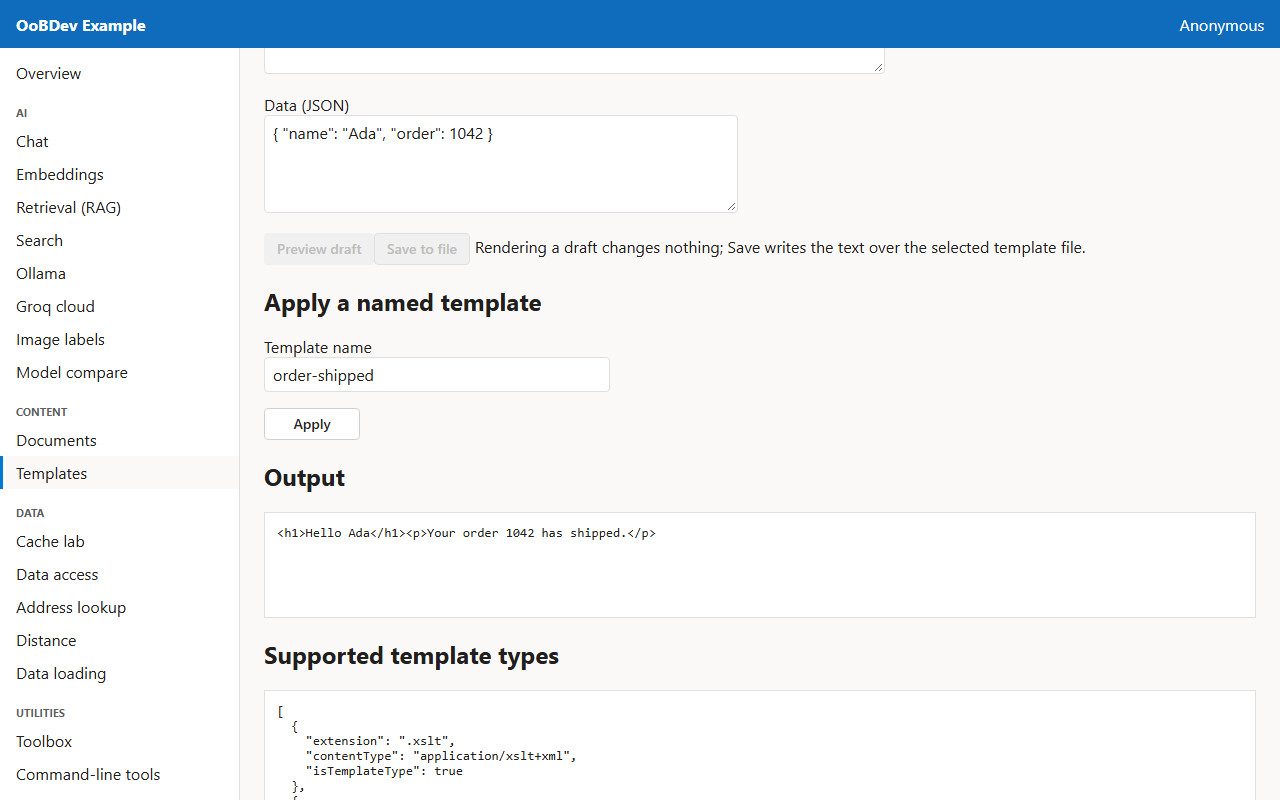 OoBDev Example
Anonymous
Overview
AI
Chat
Embeddings
Retrieval (RAG)
Search
Ollama
Groq cloud
Image labels
Model compare
CONTENT
Documents
Templates
DATA
Cache lab
Data access
Address lookup
Distance
Data loading
UTILITIES
Toolbox
Command-line tools
Data (JSON)
{ "name": "Ada", "order": 1042 }
Preview draft
Save to file
Rendering a draft changes nothing; Save writes the text over the selected template file.
Apply a named template
Template name
order-shipped
Apply
Output
<h1>Hello Ada</h1><p>Your order 1042 has shipped.</p>
Supported template types
[
  {
    "extension": ".xslt",
    "contentType": "application/xslt+xml",
    "isTemplateType": true
  },
  {